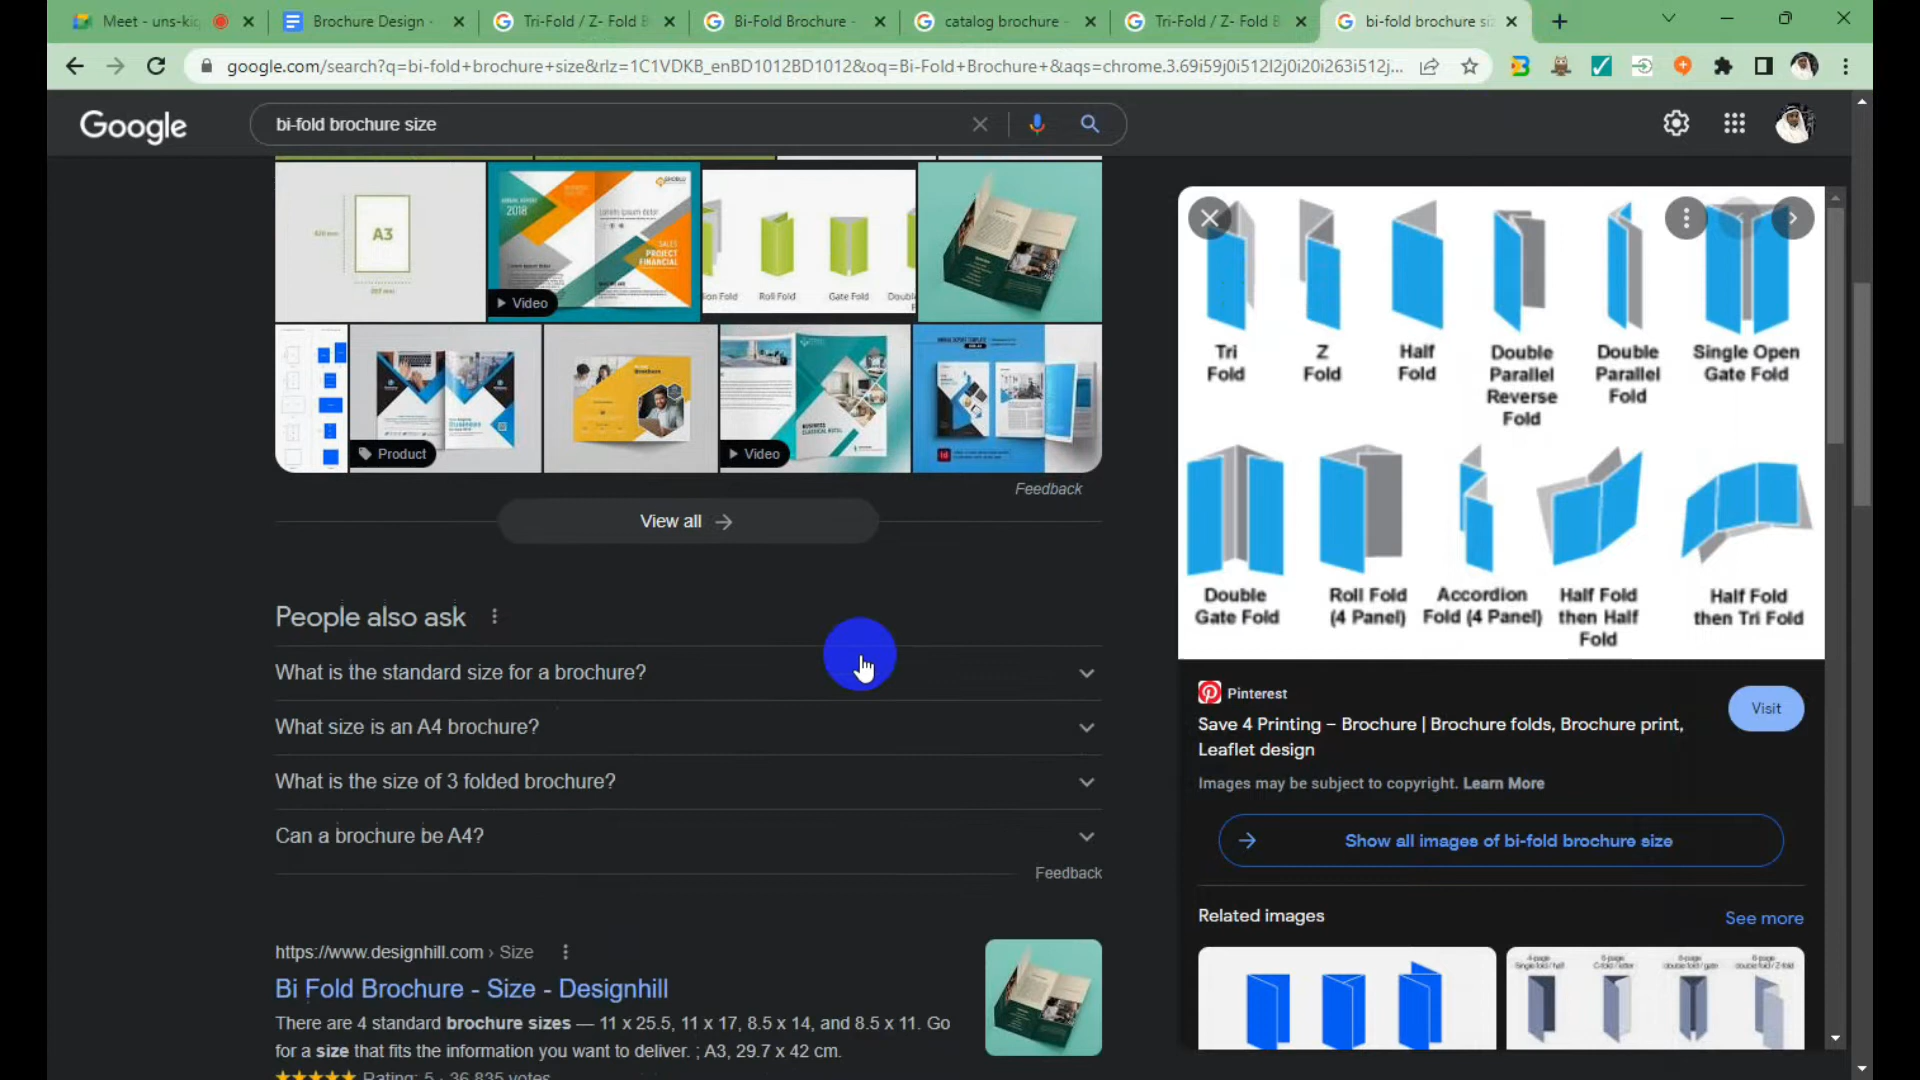 Meet - uns-kic
Brochure Design -
Tri-Fold / Z- Fold B
Bi-Fold Brochure -
catalog brochure -
Tri-Fold / Z- Fold B
bi-fold brochure siz
google.com/search?q=bi-fold+brochure+size&rlz=1C1VDKB_enBD1012BD1012&oq=Bi-Fold+Brochure+&aqs=chrome.3.69i59j0i512l2j0i20i263i512j...
Google
bi-fold brochure size
A3
2018
SALES
PROJECT
FINANCIAL
Video
Roll Fold
Gate Fold
Product
Brochure
Video
Feedback
View all
People also ask
What is the standard size for a brochure?
What size is an A4 brochure?
What is the size of 3 folded brochure?
Can a brochure be A4?
Feedback
https://www.designhill.com › Size
Bi Fold Brochure - Size - Designhill
There are 4 standard brochure sizes — 11 x 25.5, 11 x 17, 8.5 x 14, and 8.5 x 11. Go
for a size that fits the information you want to deliver. ; A3, 29.7 x 42 cm.
Rating: 5 · 36,835 votes
Tri
Fold
Z
Fold
Half
Fold
Double
Parallel
Reverse
Fold
Double
Parallel
Fold
Single Open
Gate Fold
Double
Gate Fold
Roll Fold
(4 Panel)
Accordion
Fold (4 Panel)
Half Fold
then Half
Fold
Half Fold
then Tri Fold
Pinterest
Save 4 Printing – Brochure | Brochure folds, Brochure print,
Leaflet design
Visit
Images may be subject to copyright. Learn More
Show all images of bi-fold brochure size
Related images
See more